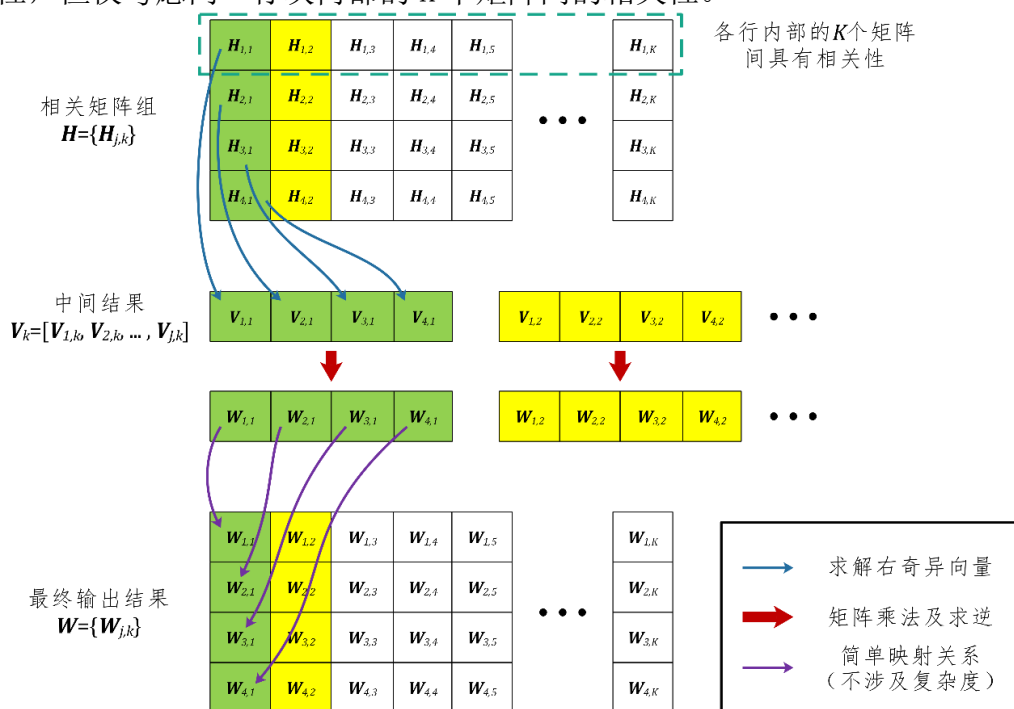 各行内部的K个矩阵
间具有相关性
H1,1 H1,2 H1,3 H1,4 H1,5 H1,K
H2,1 H2,2 H2,3 H2,4 H2,5 ••• H2,K
H3,1 H3,2 H3,3 H3,4 H3,5 H3,K
H4,1 H4,2 H4,3 H4,4 H4,5 H4,K
相关矩阵组
H={Hj,k}
中间结果
Vk=[V1,k, V2,k, ... , Vj,k]
V1,1 V2,1 V3,1 V4,1 V1,2 V2,2 V3,2 V4,2 •••
W1,1 W2,1 W3,1 W4,1 W1,2 W2,2 W3,2 W4,2 •••
W1,1 W1,2 W1,3 W1,4 W1,5 W1,K
W2,1 W2,2 W2,3 W2,4 W2,5 ••• W2,K
W3,1 W3,2 W3,3 W3,4 W3,5 W3,K
W4,1 W4,2 W4,3 W4,4 W4,5 W4,K
最终输出结果
W={Wj,k}
求解右奇异向量
矩阵乘法及求逆
简单映射关系
（不涉及复杂度）